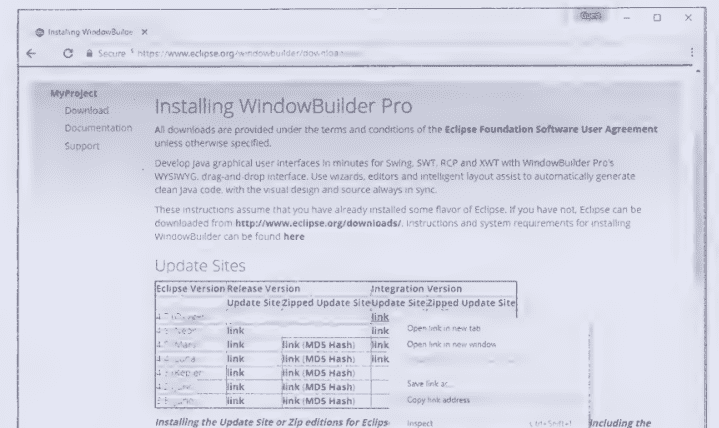 Installing WindowBuilder
Secure https://www.eclipse.org/windowbuilder/download
MyProject
Download
Documentation
Support
Installing WindowBuilder Pro
All downloads are provided under the terms and conditions of the Eclipse Foundation Software User Agreement
unless otherwise specified.
Develop Java graphical user interfaces in minutes for Swing, SWT, RCP and XWT with WindowBuilder Pro's
WYSIWYG, drag-and-drop interface. Use wizards, editors and intelligent layout assist to automatically generate
clean Java code, with the visual design and source always in sync.
These instructions assume that you have already installed some flavor of Eclipse. If you have not, Eclipse can be
downloaded from http://www.eclipse.org/downloads/. Instructions and system requirements for installing
WindowBuilder can be found here
Update Sites
Eclipse Version Release Version Integration Version
Update Site Zipped Update Site Update Site Zipped Update Site
link
link link
link link (MD5 Hash) link
link link (MD5 Hash) link
link link (MD5 Hash)
link link (MD5 Hash)
link link (MD5 Hash)
Open link in new tab
Open link in new window
Save link as...
Copy link address
Inspect
Installing the Update Site or Zip editions for Eclips including the